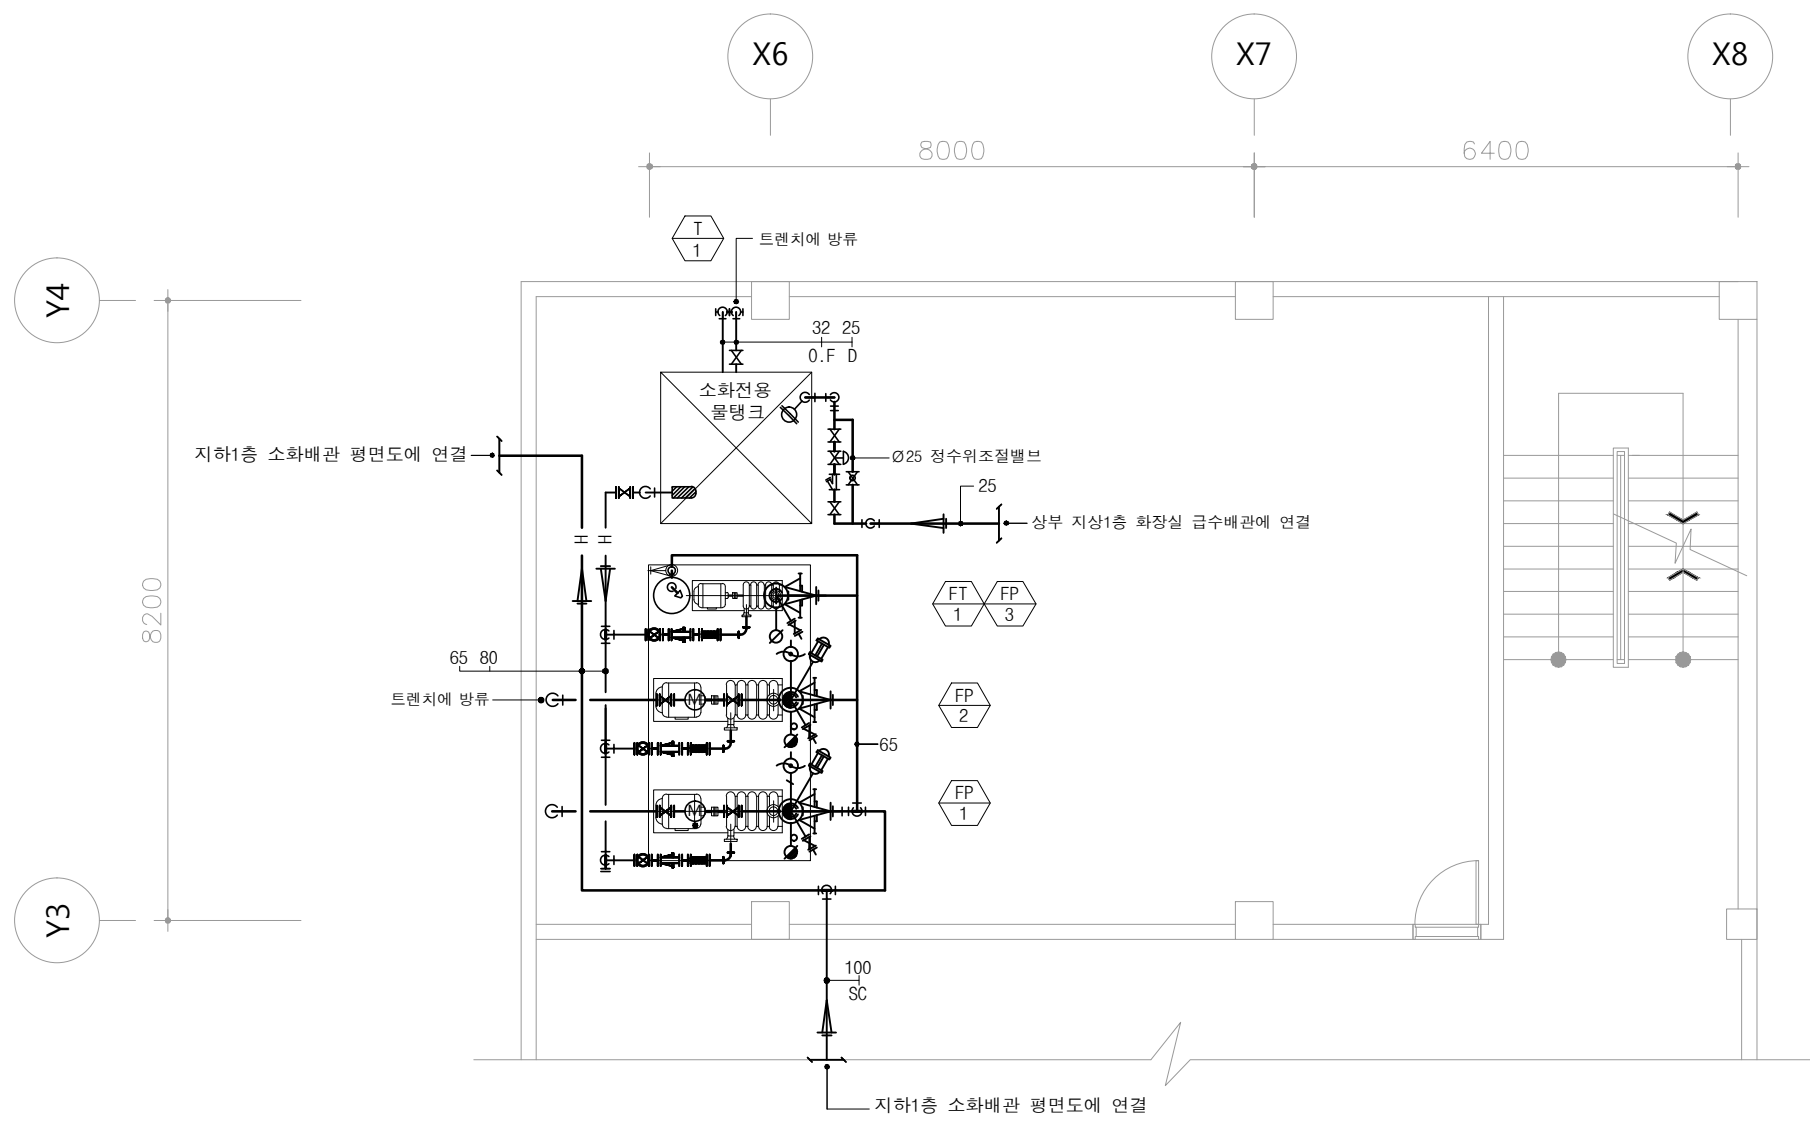 X6
X7
X8
8000
6400
T
1
트렌치에 방류
Y4
32 25
O.F D
소화전용
물탱크
지하1층 소화배관 평면도에 연결
Ø25 정수위조절밸브
25
상부 지상1층 화장실 급수배관에 연결
8200
FT
1
FP
3
65 80
트렌치에 방류
M
FP
2
65
M
FP
1
Y3
100
SC
지하1층 소화배관 평면도에 연결